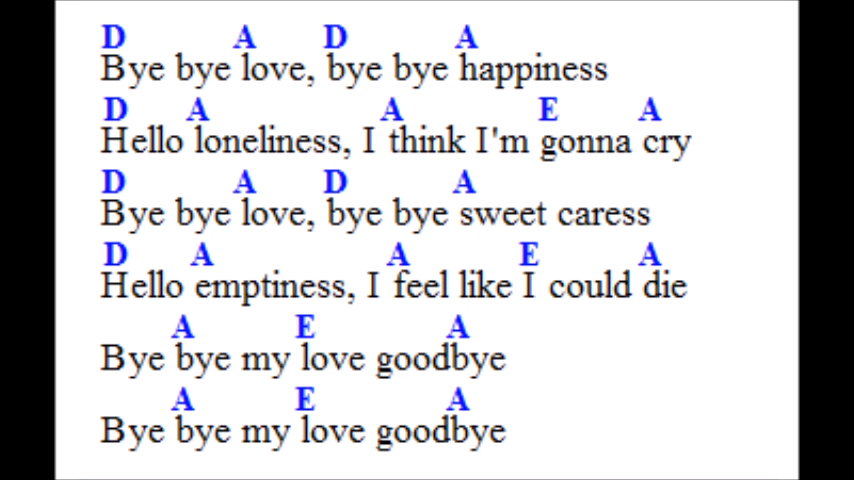 D A D A
Bye bye love, bye bye happiness
D A A E A
Hello loneliness, I think I'm gonna cry
D A D A
Bye bye love, bye bye sweet caress
D A A E A
Hello emptiness, I feel like I could die
A E A
Bye bye my love goodbye
A E A
Bye bye my love goodbye